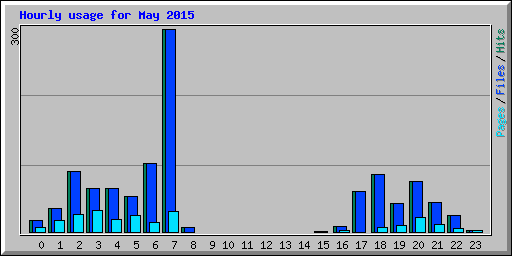 Hourly usage for May 2015
300
Pages/Files/Hits
0 1 2 3 4 5 6 7 8 9 10 11 12 13 14 15 16 17 18 19 20 21 22 23